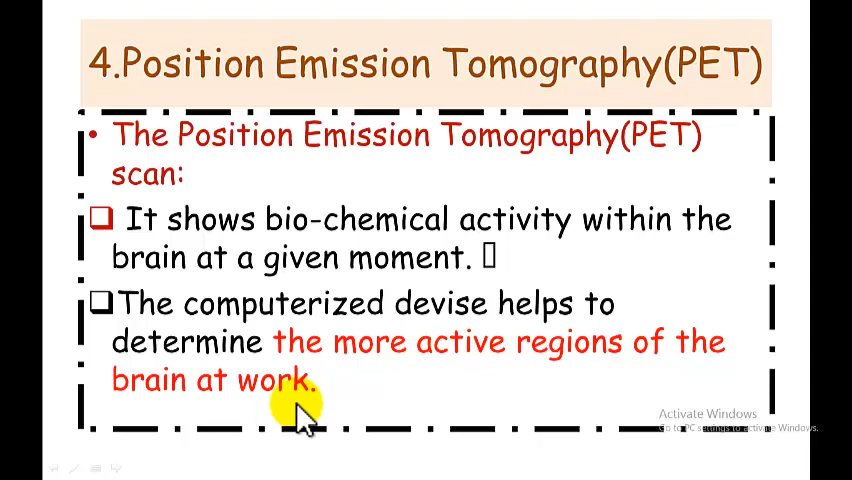 4.Position Emission Tomography(PET)
• The Position Emission Tomography(PET)
scan:
❑ It shows bio-chemical activity within the
brain at a given moment. 
❑The computerized devise helps to
determine the more active regions of the
brain at work.
Activate Windows
Go to PC settings to activate Windows.